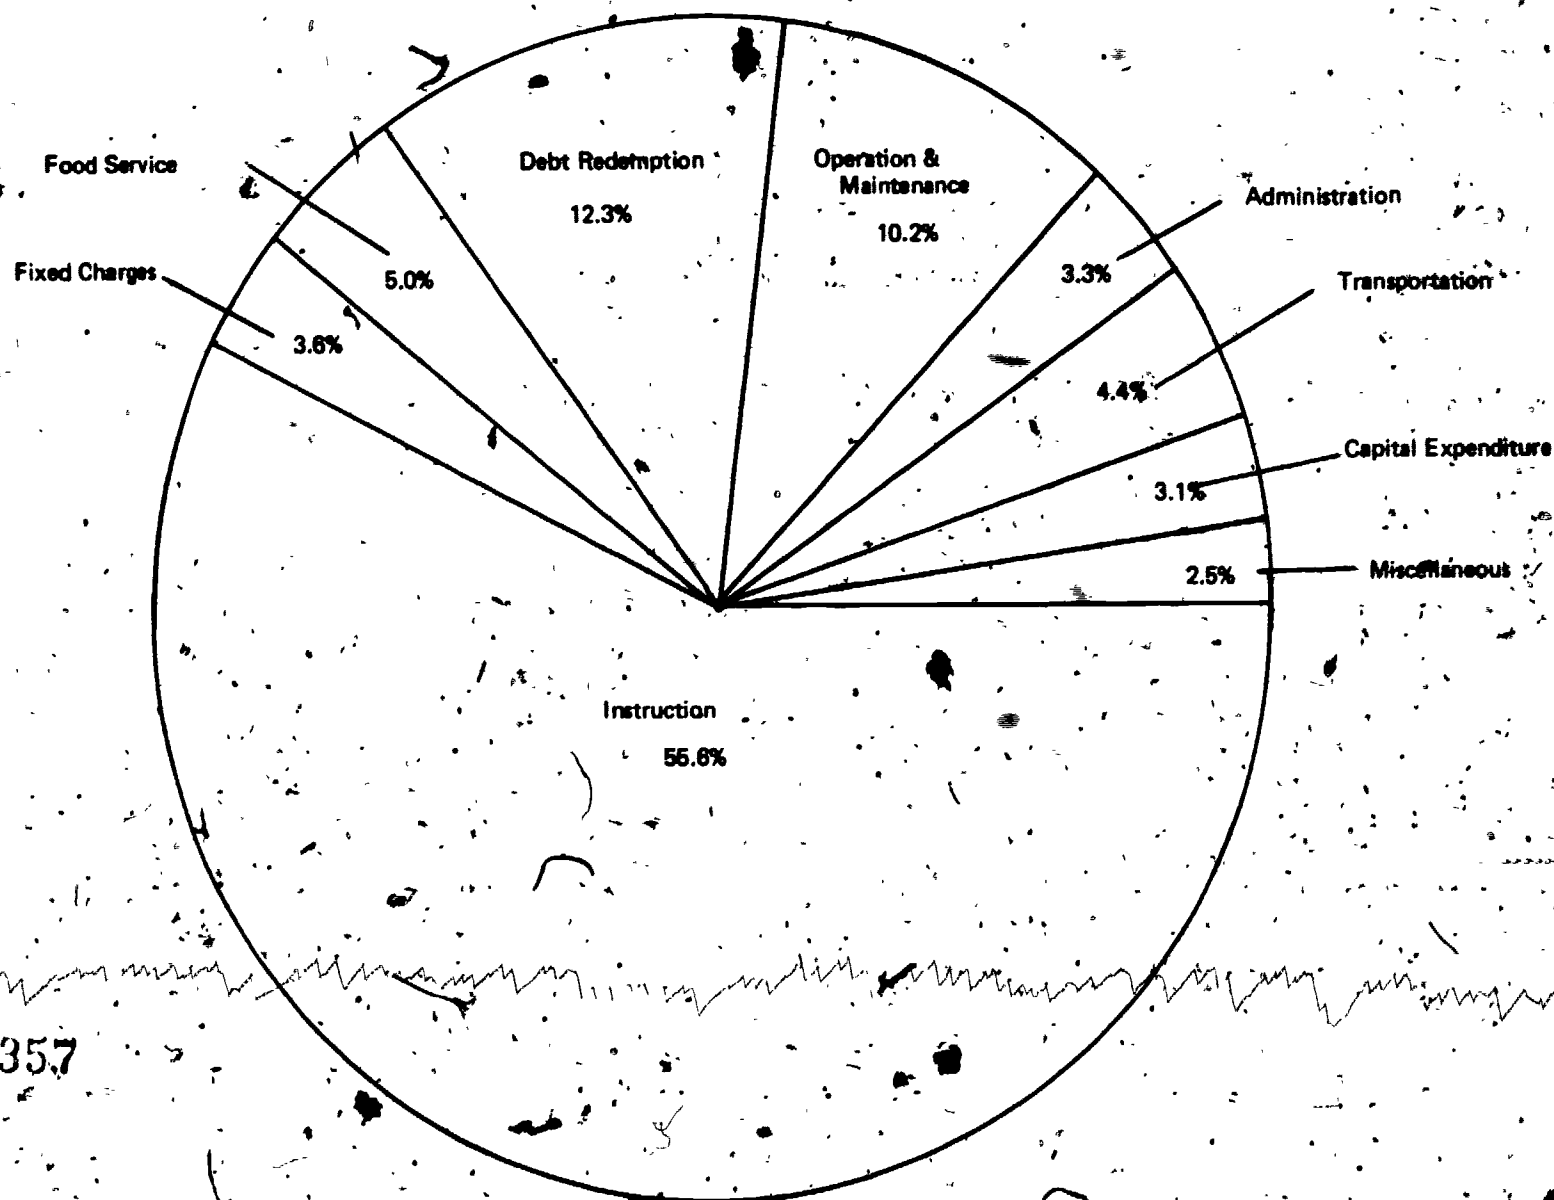 Food Service
5.0%
Fixed Charges
3.6%
Debt Redemption
12.3%
Operation &
Maintenance
10.2%
Administration
3.3%
Transportation
4.4%
Capital Expenditure
3.1%
Miscellaneous
2.5%
Instruction
55.6%
357